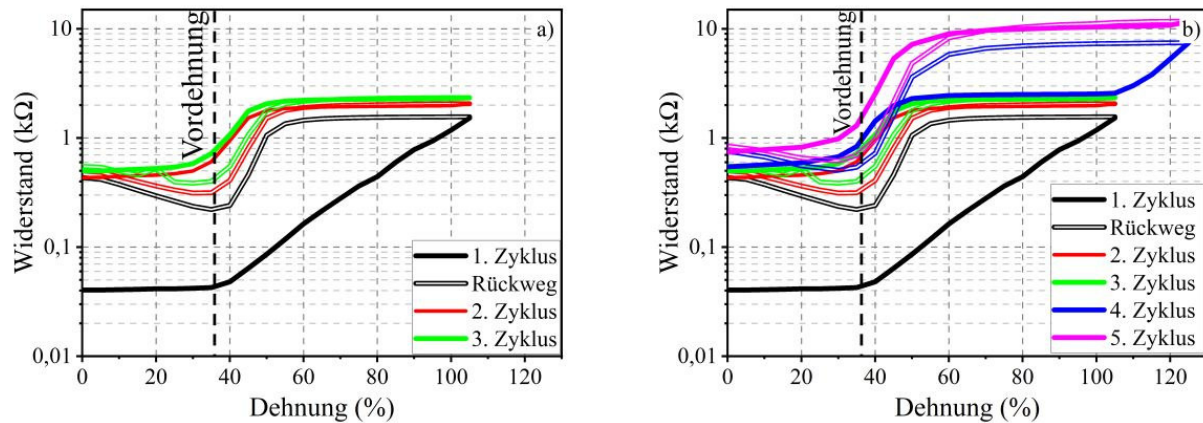 a)
10
1
0,1
0,01
Widerstand (kΩ)
Vordehnung
1. Zyklus
Rückweg
2. Zyklus
3. Zyklus
0 20 40 60 80 100 120
Dehnung (%)
b)
10
1
0,1
0,01
Widerstand (kΩ)
Vordehnung
1. Zyklus
Rückweg
2. Zyklus
3. Zyklus
4. Zyklus
5. Zyklus
0 20 40 60 80 100 120
Dehnung (%)